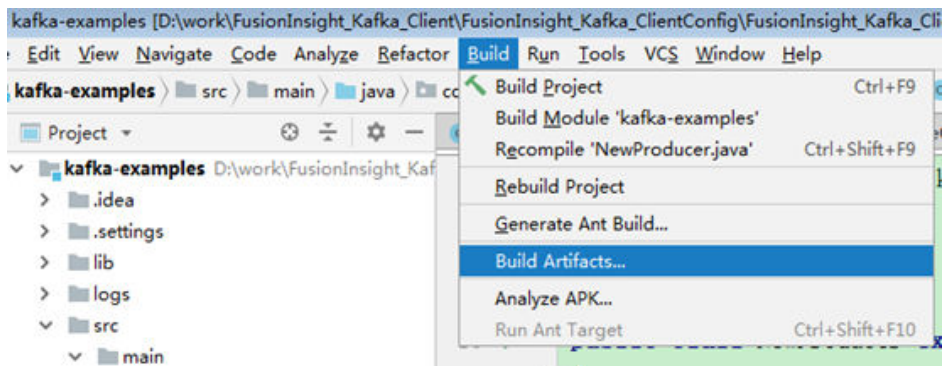 kafka-examples [D:\work\FusionInsight_Kafka_Client\FusionInsight_Kafka_ClientConfig\FusionInsight_Kafka_Cli
Edit View Navigate Code Analyze Refactor Build Run Tools VCS Window Help
kafka-examples src main java
Build Project Ctrl+F9
Build Module 'kafka-examples'
Project
Recompile 'NewProducer.java' Ctrl+Shift+F9
kafka-examples D:\work\FusionInsight_Kaf
Rebuild Project
.idea
Generate Ant Build...
.settings
lib
Build Artifacts...
logs
Analyze APK...
src
Run Ant Target Ctrl+Shift+F10
main